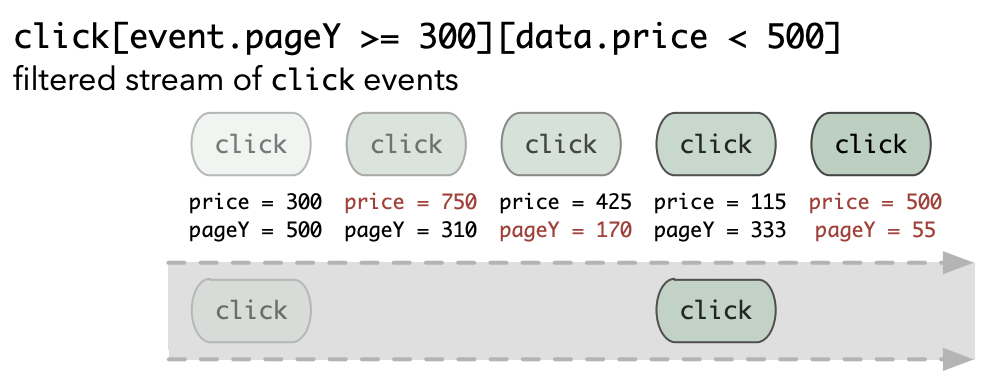 click[event.pageY >= 300][data.price < 500]
filtered stream of click events
click click click click click
price = 300 price = 750 price = 425 price = 115 price = 500
pageY = 500 pageY = 310 pageY = 170 pageY = 333 pageY = 55
click click